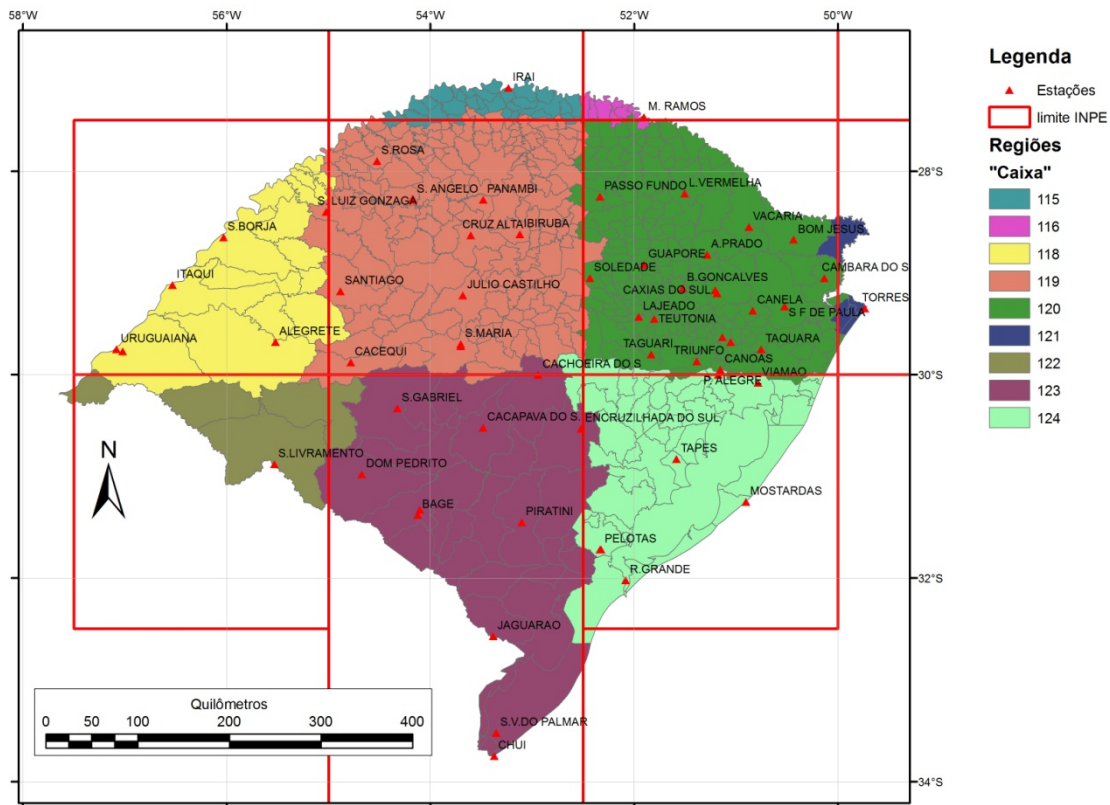 58°W 56°W 54°W 52°W 50°W
28°S
30°S
32°S
34°S
IRAI
M. RAMOS
S.ROSA
S. ANGELO
PANAMBI
PASSO FUNDO
L.VERMELHA
S. LUIZ GONZAGA
VACARIA
CRUZ ALTA
IBIRUBA
S.BORJA
BOM JESUS
A.PRADO
GUAPORE
SOLEDADE
CAMBARA DO S
B.GONCALVES
ITAQUI
SANTIAGO
JULIO CASTILHO
CAXIAS DO SUL
CANELA
TORRES
LAJEADO
S F DE PAULA
TEUTONIA
URUGUAIANA
ALEGRETE
S.MARIA
TAGUARI
TRIUNFO
CANOAS
TAQUARA
CACEQUI
CACHOEIRA DO S
VIAMAO
P. ALEGRE
S.GABRIEL
CACAPAVA DO S.
ENCRUZILHADA DO SUL
S.LIVRAMENTO
DOM PEDRITO
TAPES
BAGE
PIRATINI
MOSTARDAS
PELOTAS
R.GRANDE
JAGUARAO
S.V.DO PALMAR
CHUI
N
Quilômetros
0 50 100 200 300 400
Legenda
Estações
limite INPE
Regiões
"Caixa"
115
116
118
119
120
121
122
123
124